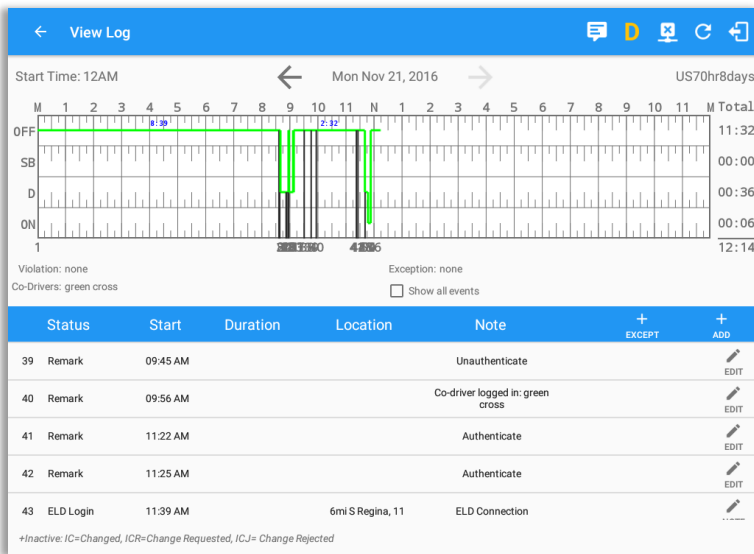 View Log
D
Start Time: 12AM
Mon Nov 21, 2016
US70hr8days
M 1 2 3 4 5 6 7 8 9 10 11 N 1 2 3 4 5 6 7 8 9 10 11 M Total
8:39 2:32
OFF 11:32
SB 00:00
D 00:36
ON 00:06
1
12:14
Violation: none
Exception: none
Co-Drivers: green cross
Show all events
Status Start Duration Location Note + EXCEPT + ADD
39 Remark 09:45 AM Unauthenticate
EDIT
40 Remark 09:56 AM Co-driver logged in: green
cross
EDIT
41 Remark 11:22 AM Authenticate
EDIT
42 Remark 11:25 AM Authenticate
EDIT
43 ELD Login 11:39 AM 6mi S Regina, 11 ELD Connection
+Inactive: IC=Changed, ICR=Change Requested, ICJ= Change Rejected